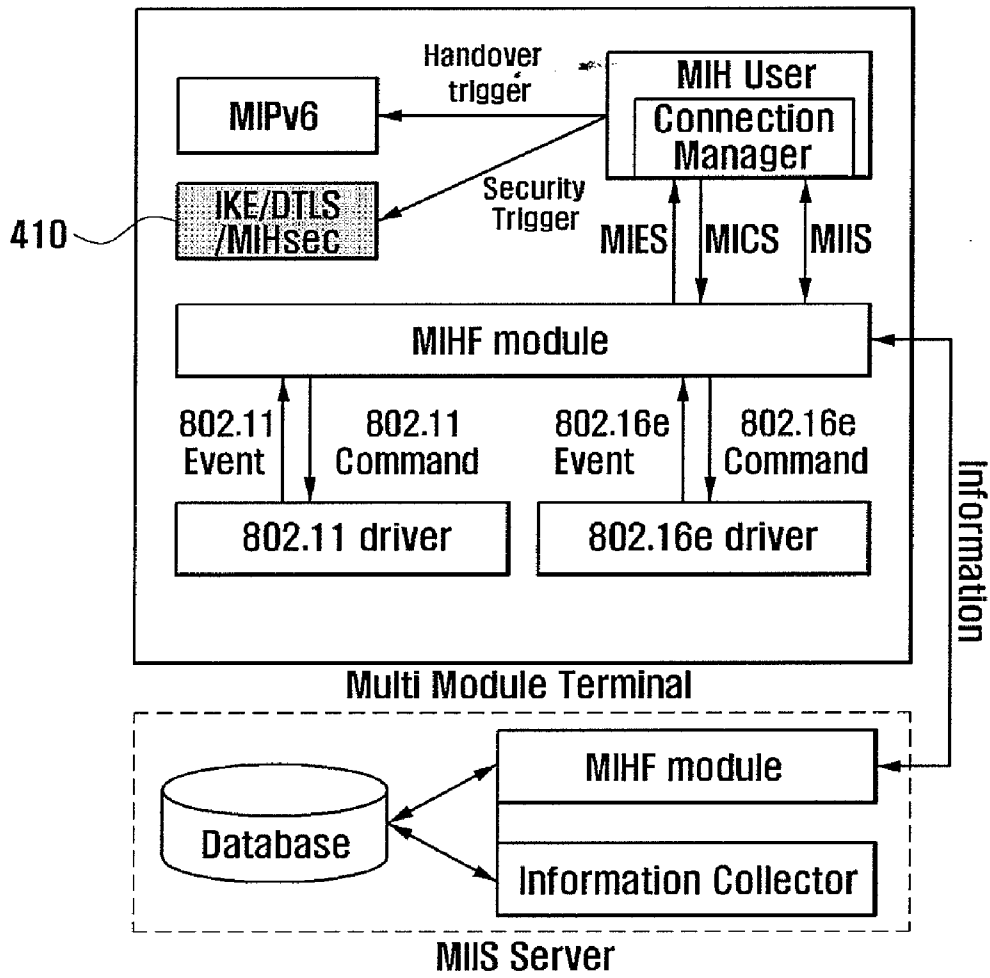 Handover
trigger
MIH User
Connection
Manager
MIPv6
Security
Trigger
410
IKE/DTLS
/MIHsec
MIES
MICS
MIIS
MIHF module
802.11
Event
802.11
Command
802.16e
Event
802.16e
Command
802.11 driver
802.16e driver
Information
Multi Module Terminal
MIHF module
Database
Information Collector
MIIS Server